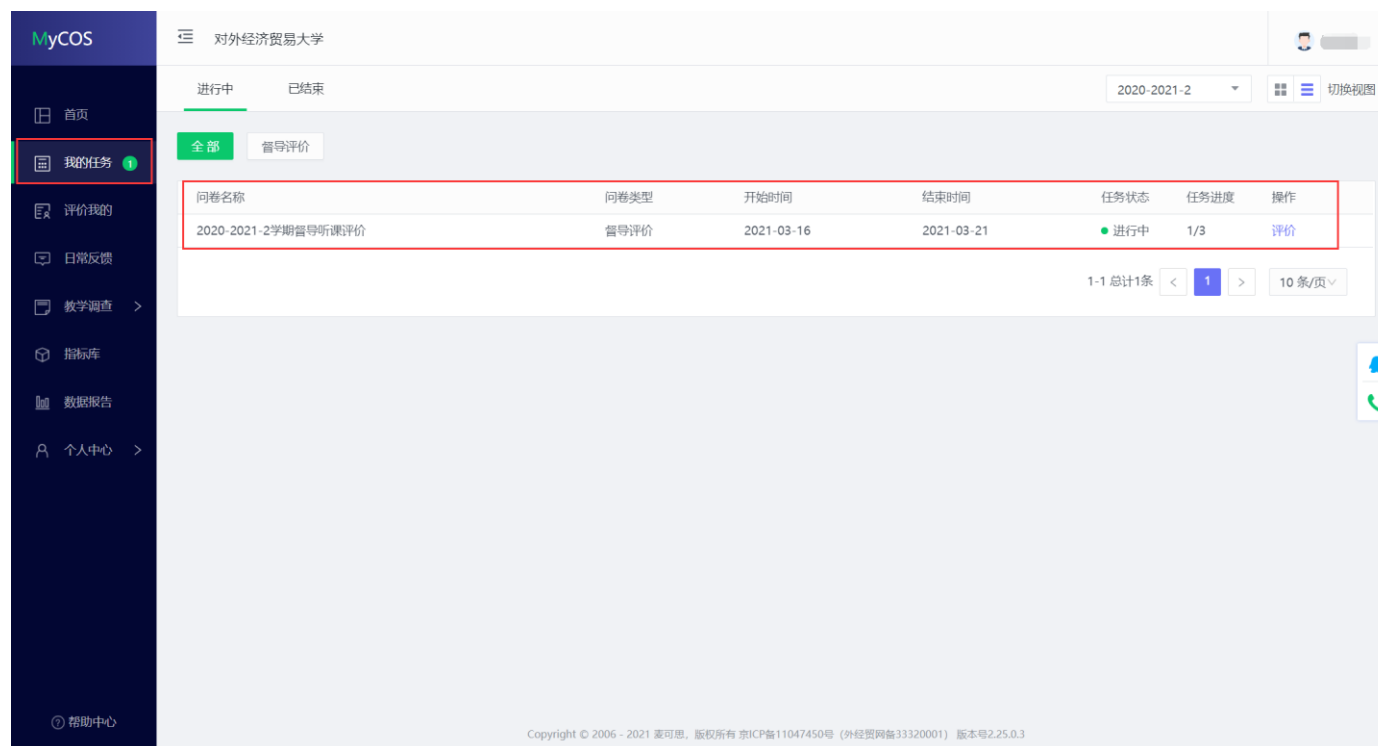 MyCOS
对外经济贸易大学
进行中 已结束
2020-2021-2 切换视图
首页
我的任务 1
评价我的
日常反馈
教学调查 >
指标库
数据报告
个人中心 >
帮助中心
全部 督导评价
问卷名称 问卷类型 开始时间 结束时间 任务状态 任务进度 操作
2020-2021-2学期督导听课评价 督导评价 2021-03-16 2021-03-21 进行中 1/3 评价
1-1 总计1条 < 1 > 10 条/页
Copyright © 2006 - 2021 麦可思, 版权所有 京ICP备11047450号 (外经贸网备33320001) 版本号2.25.0.3